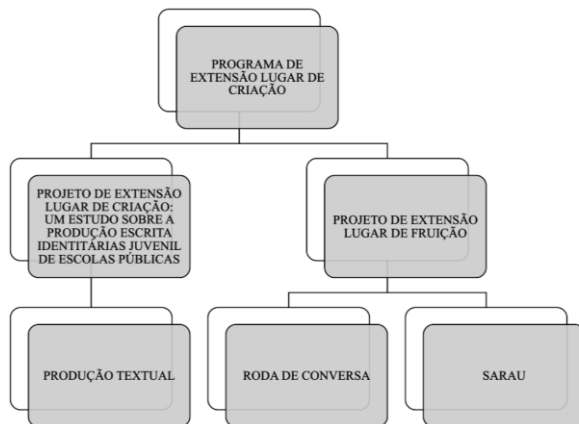 PROGRAMA DE
EXTENSÃO LUGAR DE
CRIAÇÃO
PROJETO DE EXTENSÃO
LUGAR DE CRIAÇÃO:
UM ESTUDO SOBRE A
PRODUÇÃO ESCRITA
IDENTITÁRIAS JUVENIL
DE ESCOLAS PÚBLICAS
PROJETO DE EXTENSÃO
LUGAR DE FRUIÇÃO
PRODUÇÃO TEXTUAL
RODA DE CONVERSA
SARAU